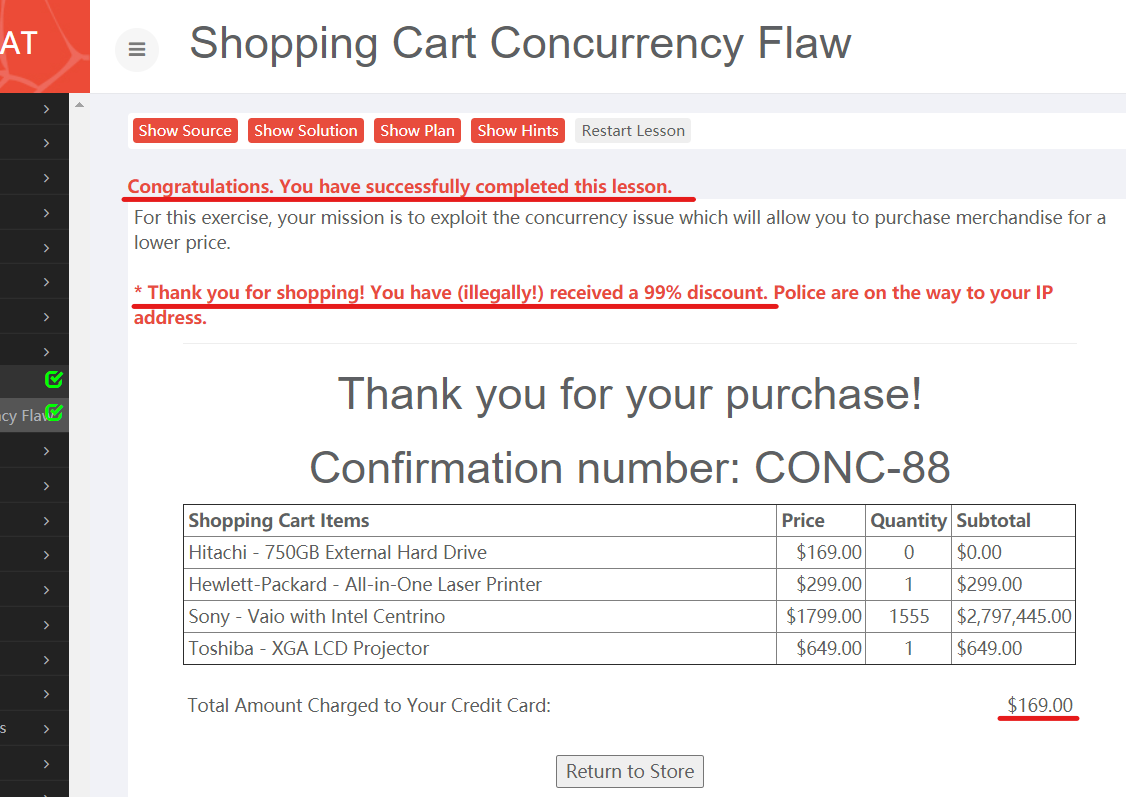 AT
Shopping Cart Concurrency Flaw
Show Source Show Solution Show Plan Show Hints Restart Lesson
Congratulations. You have successfully completed this lesson.
For this exercise, your mission is to exploit the concurrency issue which will allow you to purchase merchandise for a
lower price.
* Thank you for shopping! You have (illegally!) received a 99% discount. Police are on the way to your IP
address.
Thank you for your purchase!
Confirmation number: CONC-88
Shopping Cart Items Price Quantity Subtotal
Hitachi - 750GB External Hard Drive $169.00 0 $0.00
Hewlett-Packard - All-in-One Laser Printer $299.00 1 $299.00
Sony - Vaio with Intel Centrino $1799.00 1555 $2,797,445.00
Toshiba - XGA LCD Projector $649.00 1 $649.00
Total Amount Charged to Your Credit Card: $169.00
Return to Store
cy Flaw
s